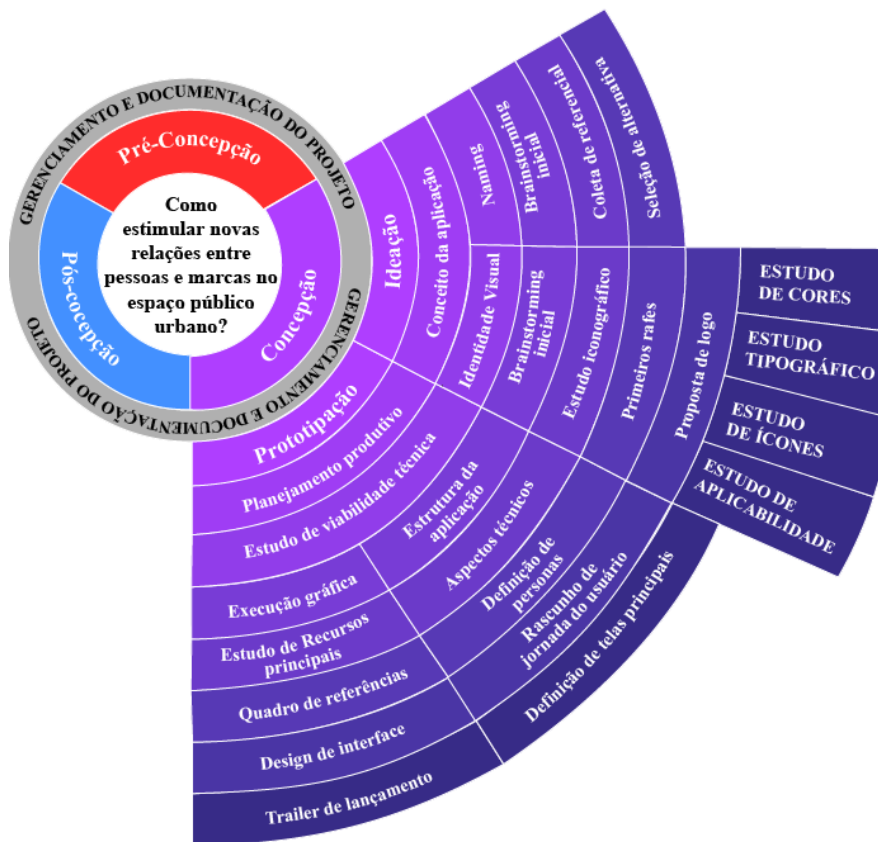 GERENCIAMENTO E DOCUMENTAÇÃO DO PROJETO
Pré-Concepção
Concepção
Pós-cocepção
GERENCIAMENTO E DOCUMENTAÇÃO DO PROJETO
Como
estimular novas
relações entre
pessoas e marcas no
espaço público
urbano?
Ideação
Conceito da aplicação
Naming
Brainstorming
inicial
Coleta de referencial
Seleção de alternativa
Identidade Visual
Brainstorming
inicial
Estudo iconográfico
Primeiros rafes
Proposta de logo
ESTUDO
DE CORES
ESTUDO
TIPOGRÁFICO
ESTUDO
DE ÍCONES
ESTUDO DE
APLICABILIDADE
Prototipação
Planejamento produtivo
Estudo de viabilidade técnica
Estrutura da
aplicação
Aspectos técnicos
Definição de
personas
Rascunho de
jornada do usuário
Definição de telas principais
Execução gráfica
Estudo de Recursos
principais
Quadro de referências
Design de interface
Trailer de lançamento